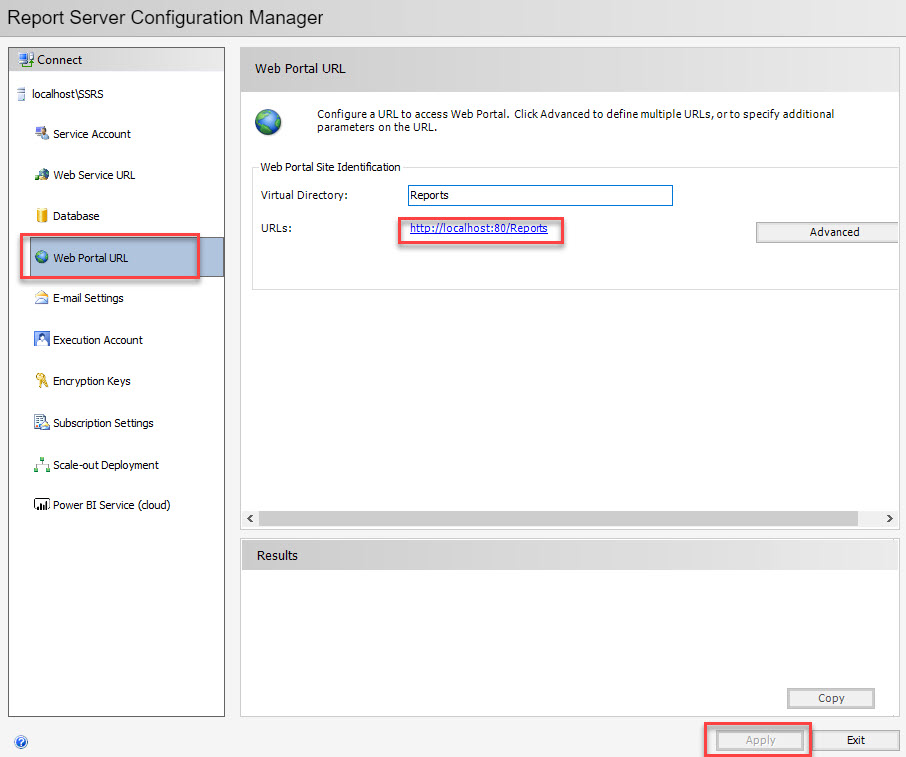 Report Server Configuration Manager
Connect
localhost\SSRS
Service Account
Web Service URL
Database
Web Portal URL
E-mail Settings
Execution Account
Encryption Keys
Subscription Settings
Scale-out Deployment
Power BI Service (cloud)
Web Portal URL
Configure a URL to access Web Portal. Click Advanced to define multiple URLs, or to specify additional
parameters on the URL.
Web Portal Site Identification
Virtual Directory:
Reports
URLs:
http://localhost:80/Reports
Advanced
Results
Copy
Apply
Exit